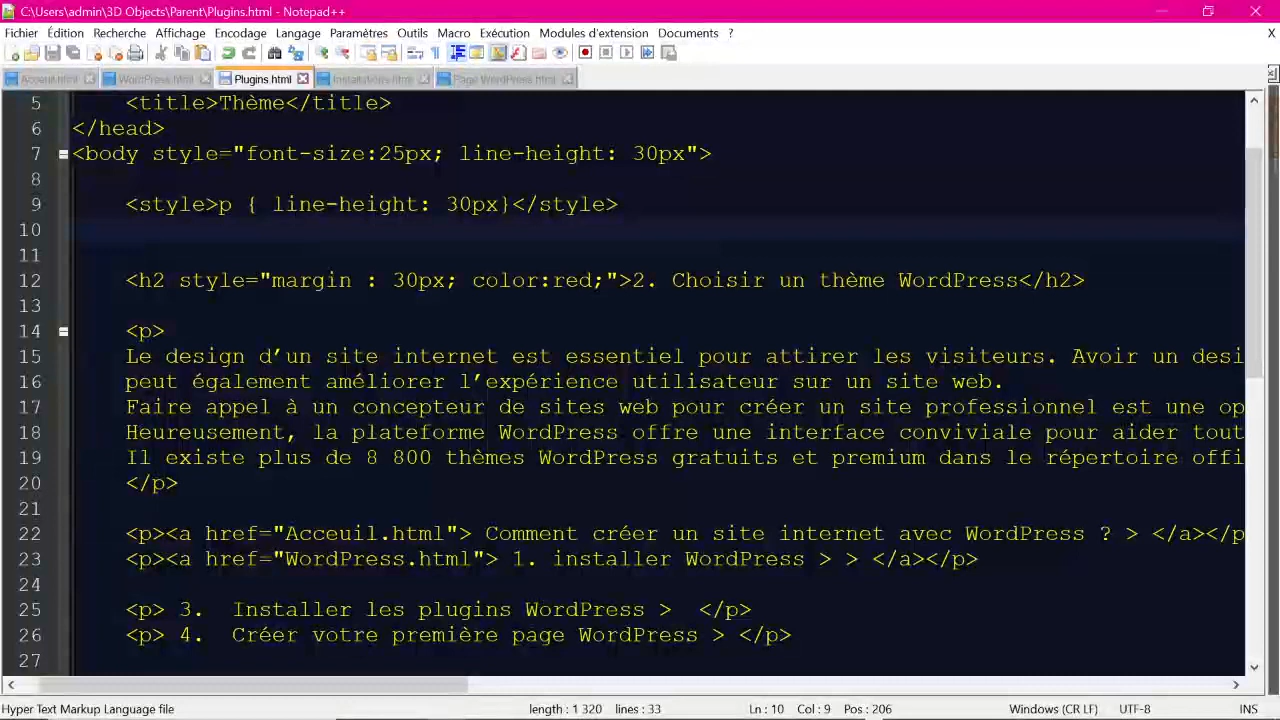 C:\Users\admin\3D Objects\Parent\Plugins.html - Notepad++
Fichier Édition Recherche Affichage Encodage Langage Paramètres Outils Macro Exécution Modules d'extension Documents ? X
Acceuil.html WordPress.html Plugins.html Installations.html Page WordPress.html
5 <title>Thème</title>
6 </head>
7 <body style="font-size:25px; line-height: 30px">
8
9 <style>p { line-height: 30px}</style>
10
11
12 <h2 style="margin : 30px; color:red;">2. Choisir un thème WordPress</h2>
13
14 <p>
15 Le design d’un site internet est essentiel pour attirer les visiteurs. Avoir un desi
16 peut également améliorer l’expérience utilisateur sur un site web.
17 Faire appel à un concepteur de sites web pour créer un site professionnel est une op
18 Heureusement, la plateforme WordPress offre une interface conviviale pour aider tout
19 Il existe plus de 8 800 thèmes WordPress gratuits et premium dans le répertoire offi
20 </p>
21
22 <p><a href="Acceuil.html"> Comment créer un site internet avec WordPress ? > </a></p
23 <p><a href="WordPress.html"> 1. installer WordPress > > </a></p>
24
25 <p> 3. Installer les plugins WordPress > </p>
26 <p> 4. Créer votre première page WordPress > </p>
27
Hyper Text Markup Language file length : 1 320 lines : 33 Ln : 10 Col : 9 Pos : 206 Windows (CR LF) UTF-8 INS